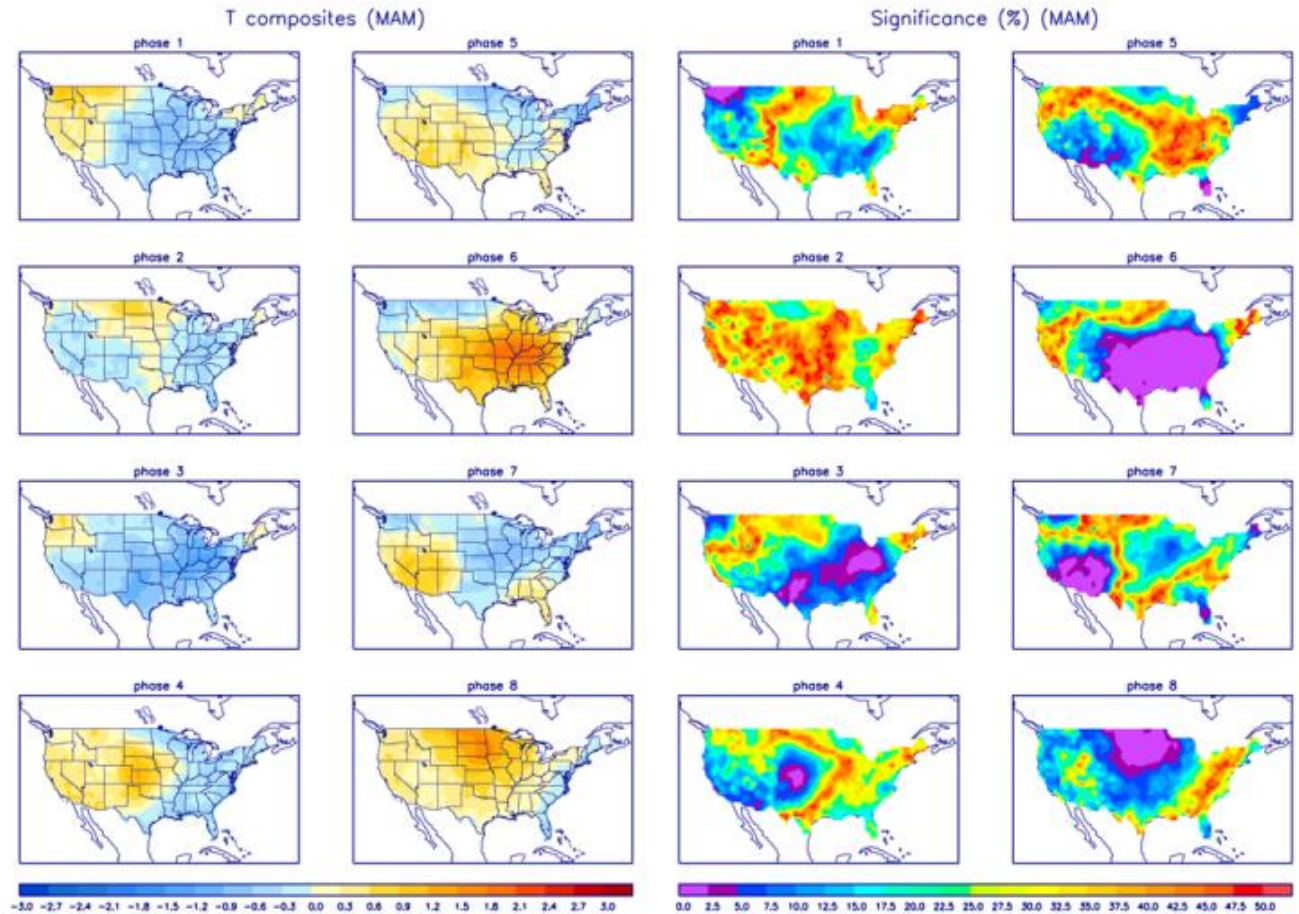 T composites (MAM) Significance (%) (MAM)
phase 1 phase 5 phase 1 phase 5
phase 2 phase 6 phase 2 phase 6
phase 3 phase 7 phase 3 phase 7
phase 4 phase 8 phase 4 phase 8
-3.0 -2.7 -2.4 -2.1 -1.8 -1.5 -1.2 -0.9 -0.6 -0.3 0.0 0.3 0.6 0.9 1.2 1.5 1.8 2.1 2.4 2.7 3.0 0.0 2.5 5.0 7.5 10.0 12.5 15.0 17.5 20.0 22.5 25.0 27.5 30.0 32.5 35.0 37.5 40.0 42.5 45.0 47.5 50.0